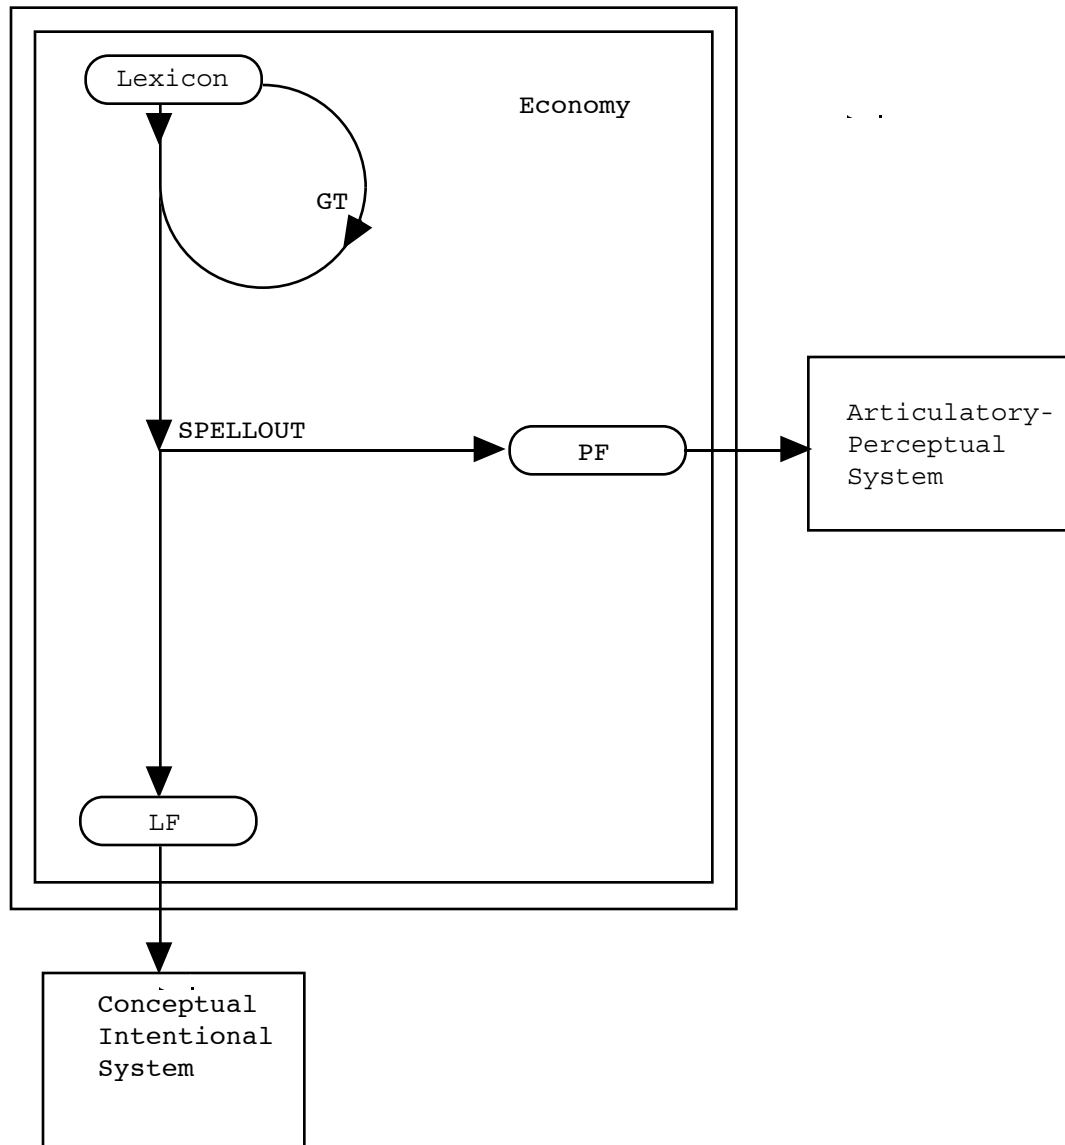 Lexicon
Economy
GT
SPELLOUT
PF
Articulatory-
Perceptual
System
LF
Conceptual
Intentional
System